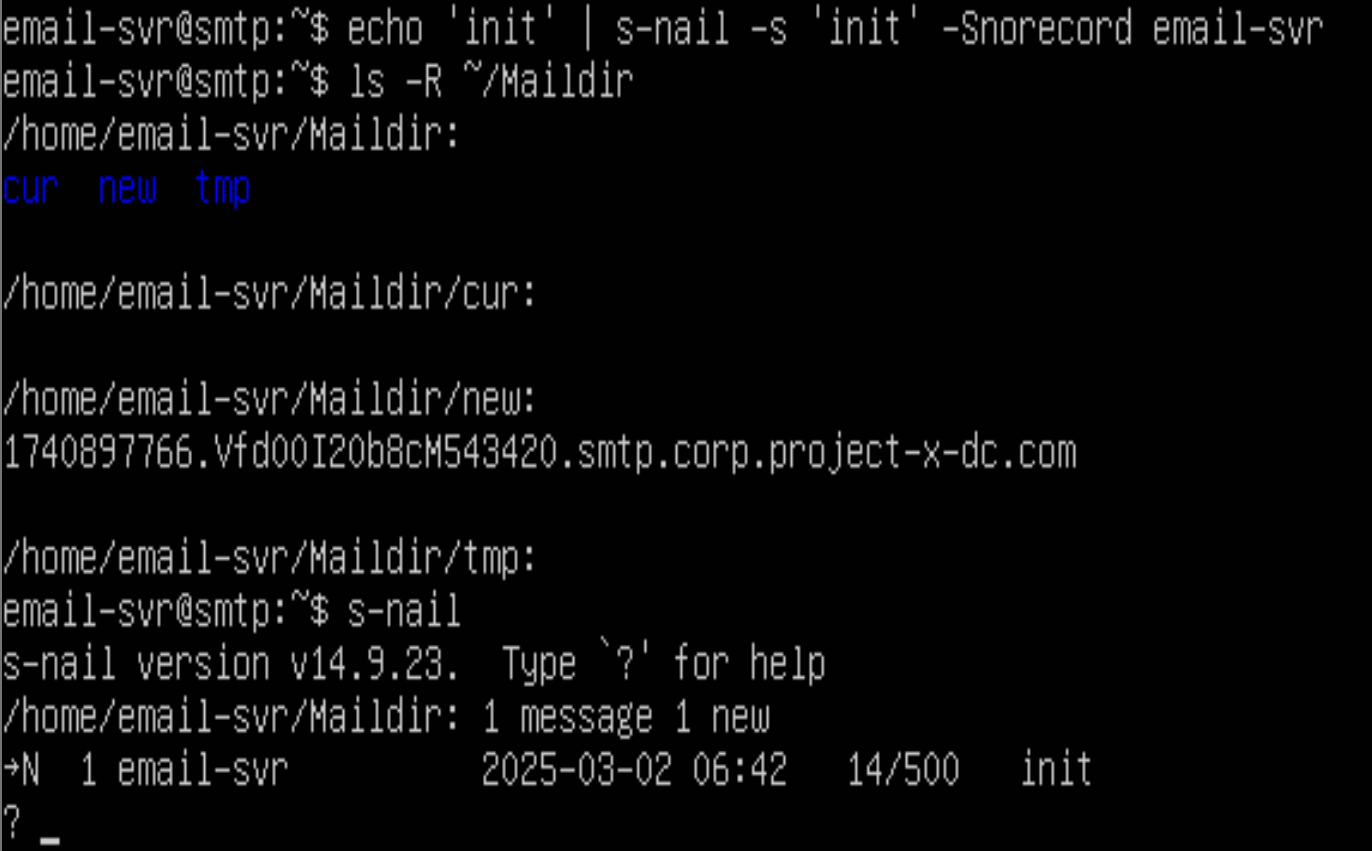 email-svr@smtp:~$ echo 'init' | s-nail -s 'init' -Snorecord email-svr
email-svr@smtp:~$ ls -R ~/Maildir
/home/email-svr/Maildir:
cur  new  tmp
/home/email-svr/Maildir/cur:
/home/email-svr/Maildir/new:
1740897766.Vfd00I20b8cM543420.smtp.corp.project-x-dc.com
/home/email-svr/Maildir/tmp:
email-svr@smtp:~$ s-nail
s-nail version v14.9.23.  Type `?' for help
/home/email-svr/Maildir: 1 message 1 new
→N  1 email-svr          2025-03-02 06:42   14/500   init
? _